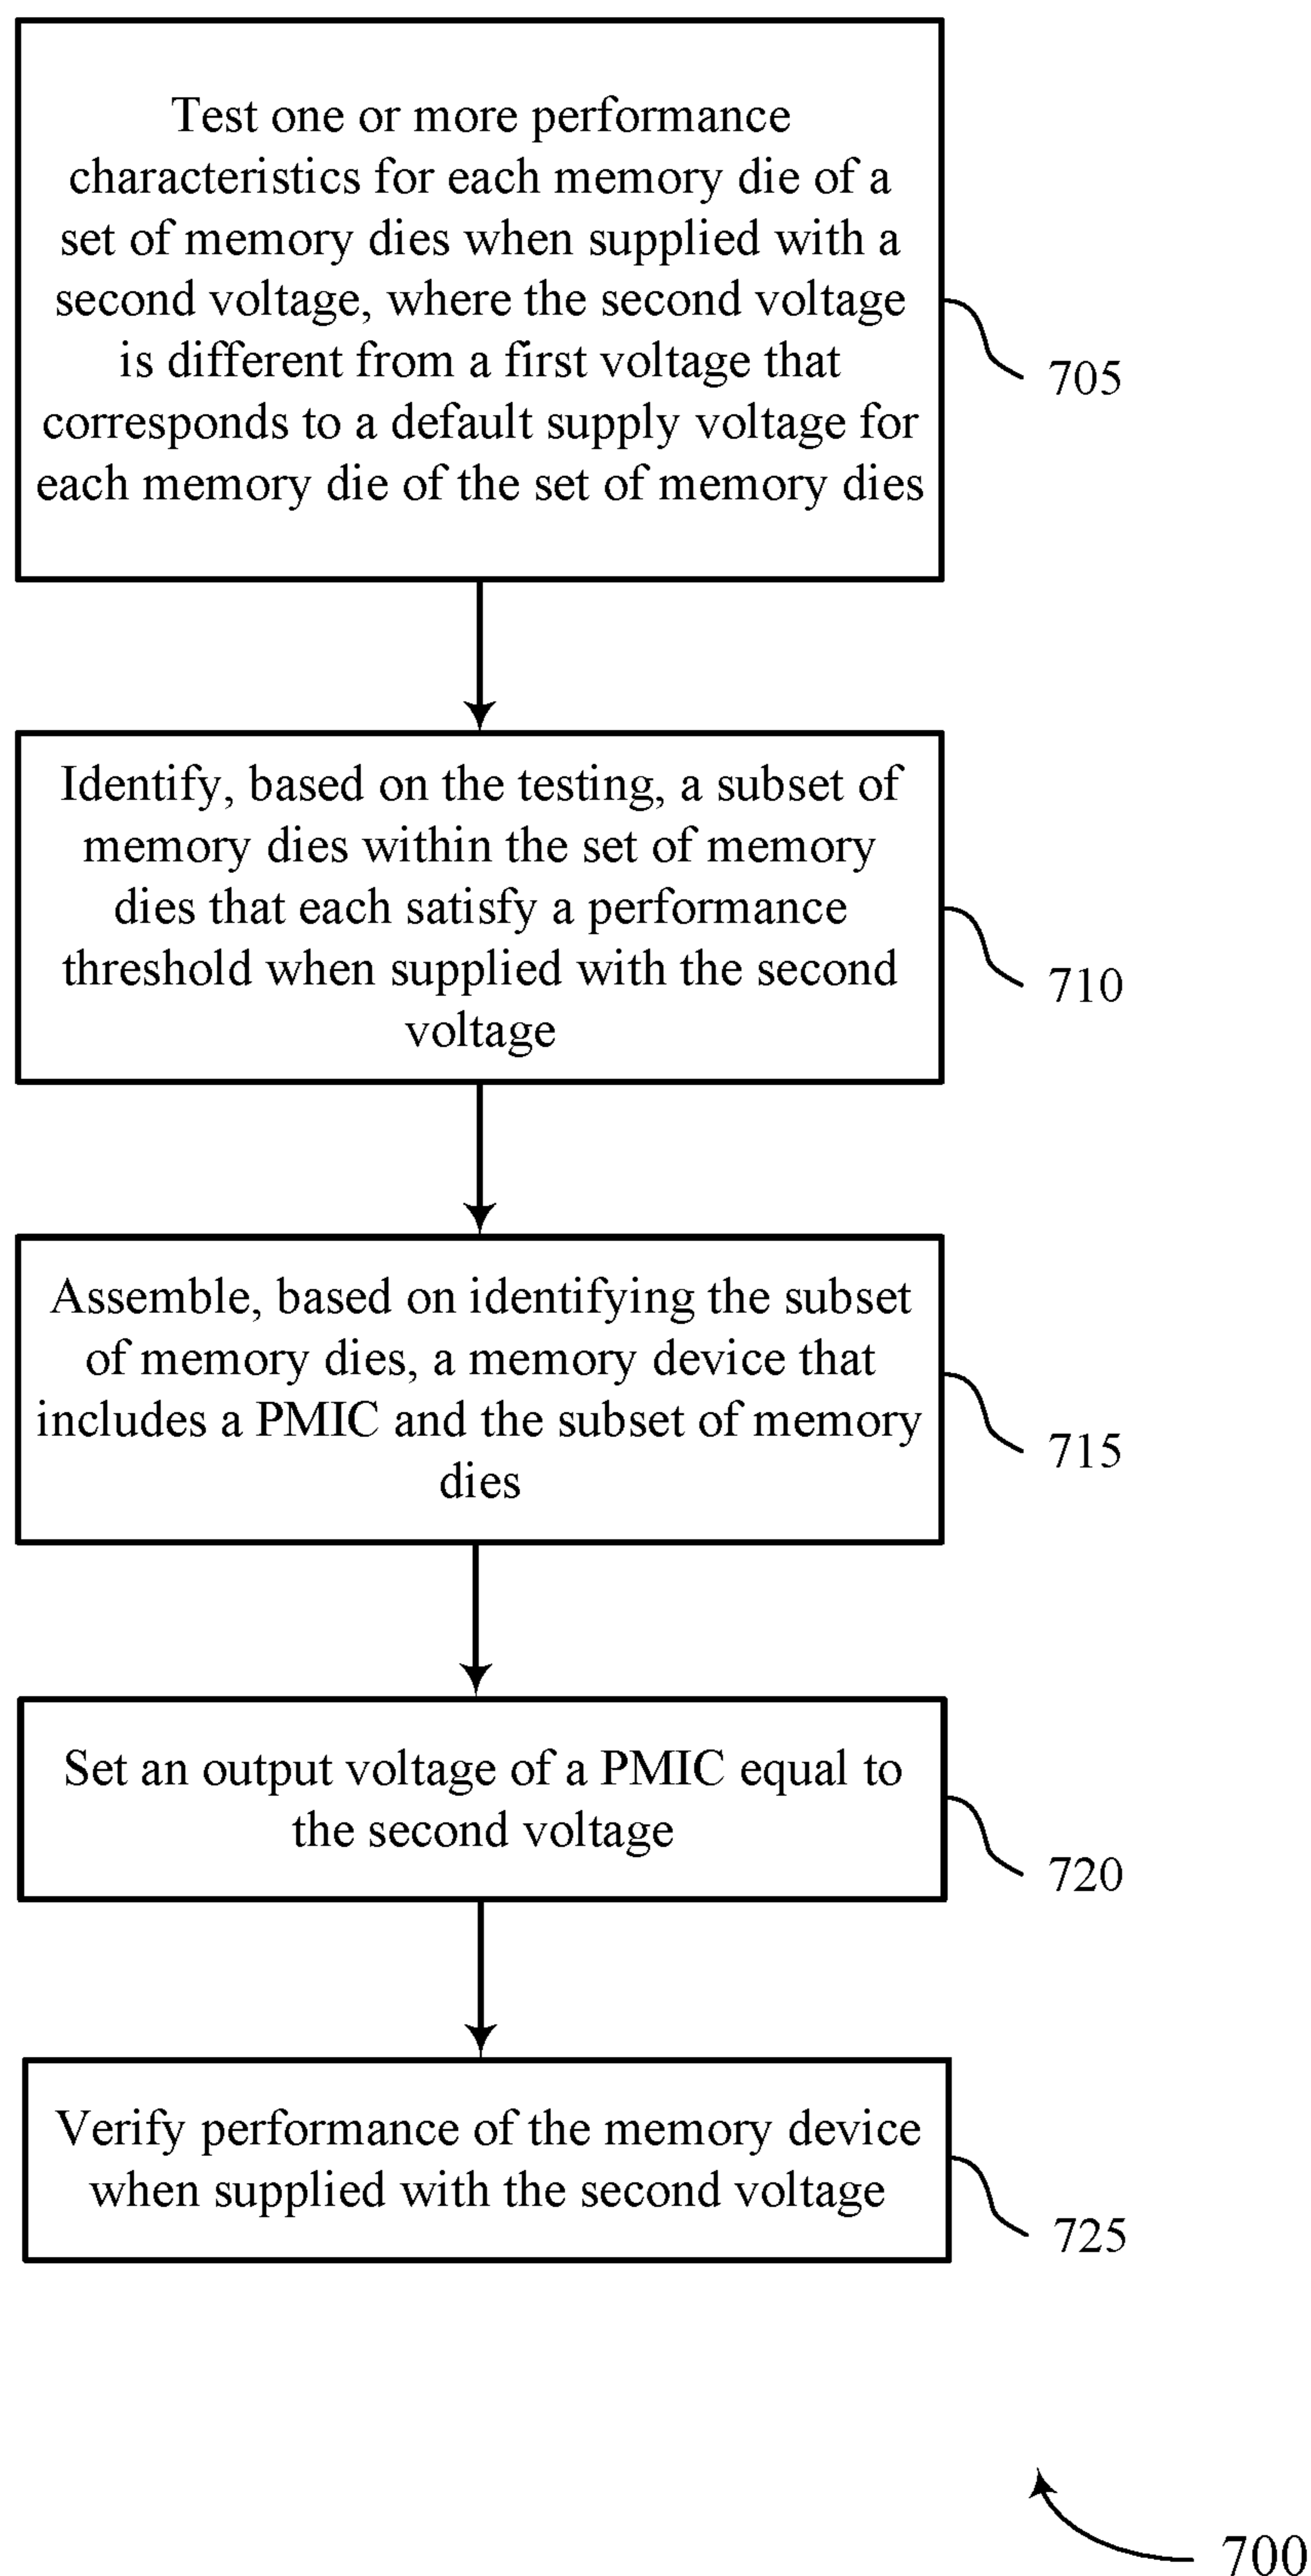 Test one or more performance
characteristics for each memory die of a
set of memory dies when supplied with a
second voltage, where the second voltage
is different from a first voltage that
corresponds to a default supply voltage for
each memory die of the set of memory dies
705
Identify, based on the testing, a subset of
memory dies within the set of memory
dies that each satisfy a performance
threshold when supplied with the second
voltage
710
Assemble, based on identifying the subset
of memory dies, a memory device that
includes a PMIC and the subset of memory
dies
715
Set an output voltage of a PMIC equal to
the second voltage
720
Verify performance of the memory device
when supplied with the second voltage
725
700